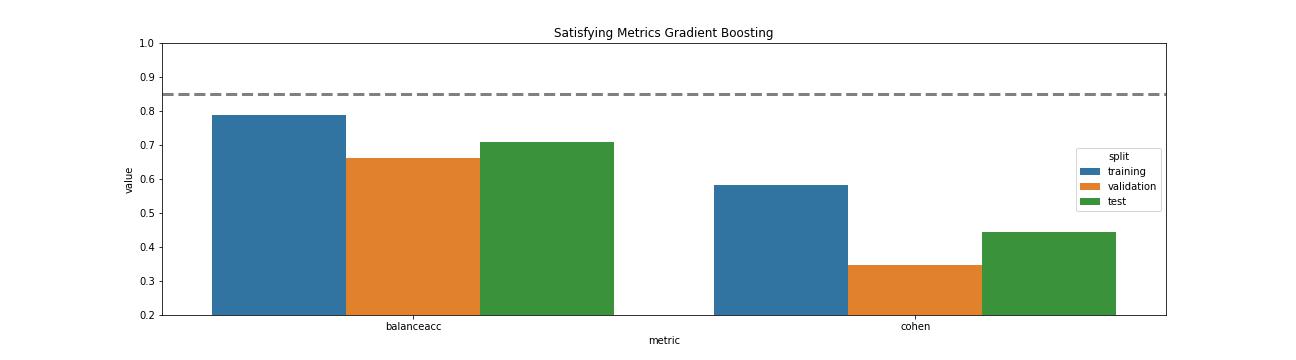 Satisfying Metrics Gradient Boosting
1.0
0.9
0.8
0.7
0.6
0.5
0.4
0.3
0.2
value
split
training
validation
test
balanceacc
cohen
metric